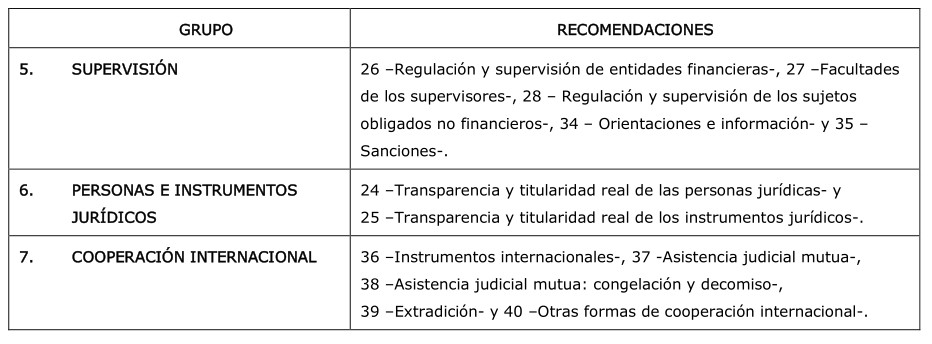 GRUPO
RECOMENDACIONES
5. SUPERVISIÓN
26 –Regulación y supervisión de entidades financieras-, 27 –Facultades
de los supervisores-, 28 – Regulación y supervisión de los sujetos
obligados no financieros-, 34 – Orientaciones e información- y 35 –
Sanciones-.
6. PERSONAS E INSTRUMENTOS
JURÍDICOS
24 –Transparencia y titularidad real de las personas jurídicas- y
25 –Transparencia y titularidad real de los instrumentos jurídicos-.
7. COOPERACIÓN INTERNACIONAL
36 –Instrumentos internacionales-, 37 -Asistencia judicial mutua-,
38 –Asistencia judicial mutua: congelación y decomiso-,
39 –Extradición- y 40 –Otras formas de cooperación internacional-.